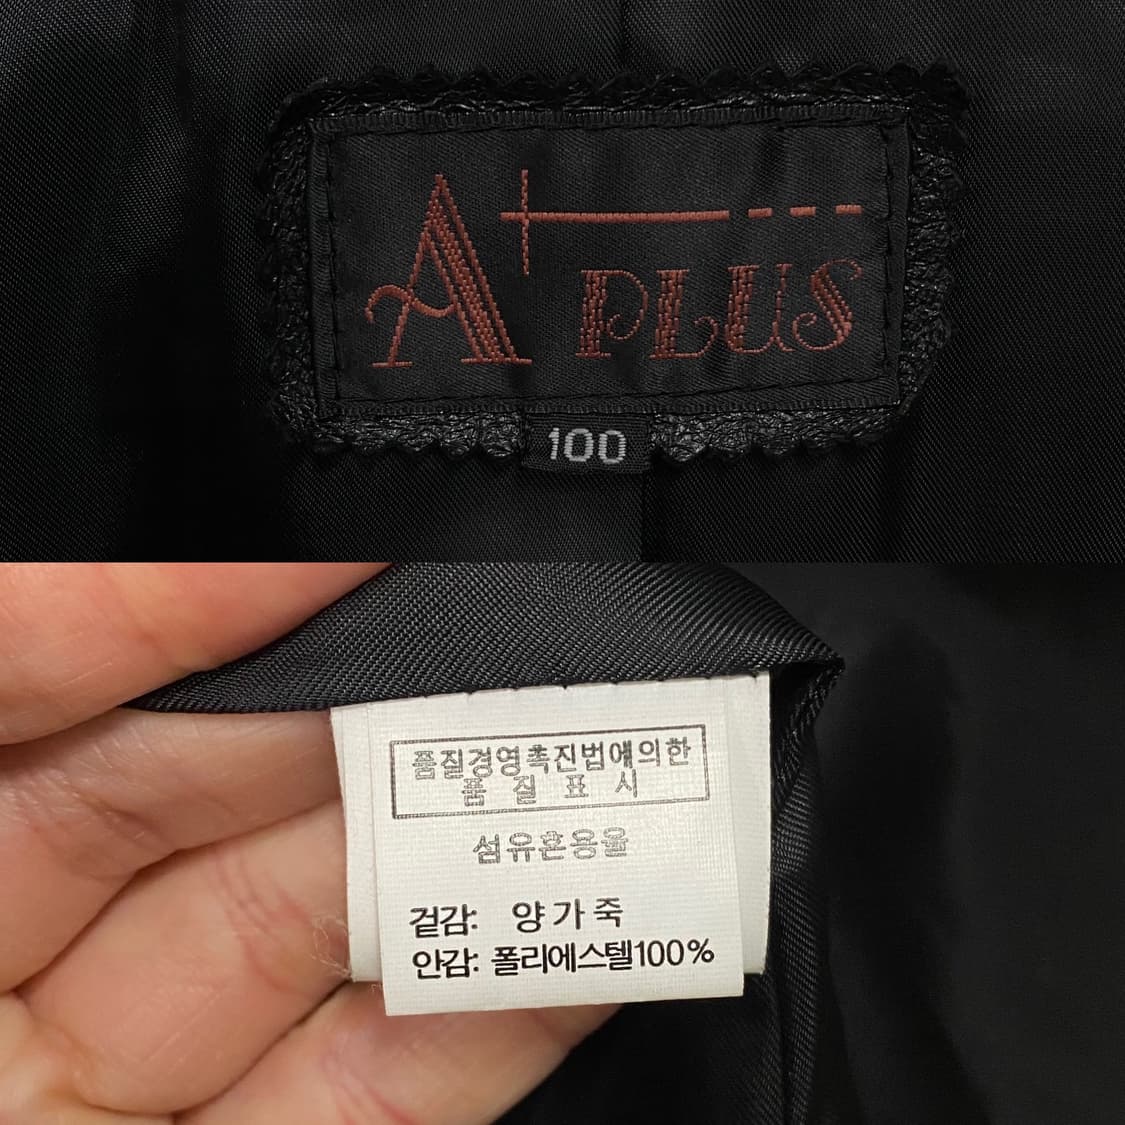 A PLUS
100
품질경영촉진법에의한
품 질 표 시
섬유혼용율
겉감: 양가죽
안감: 폴리에스텔100%